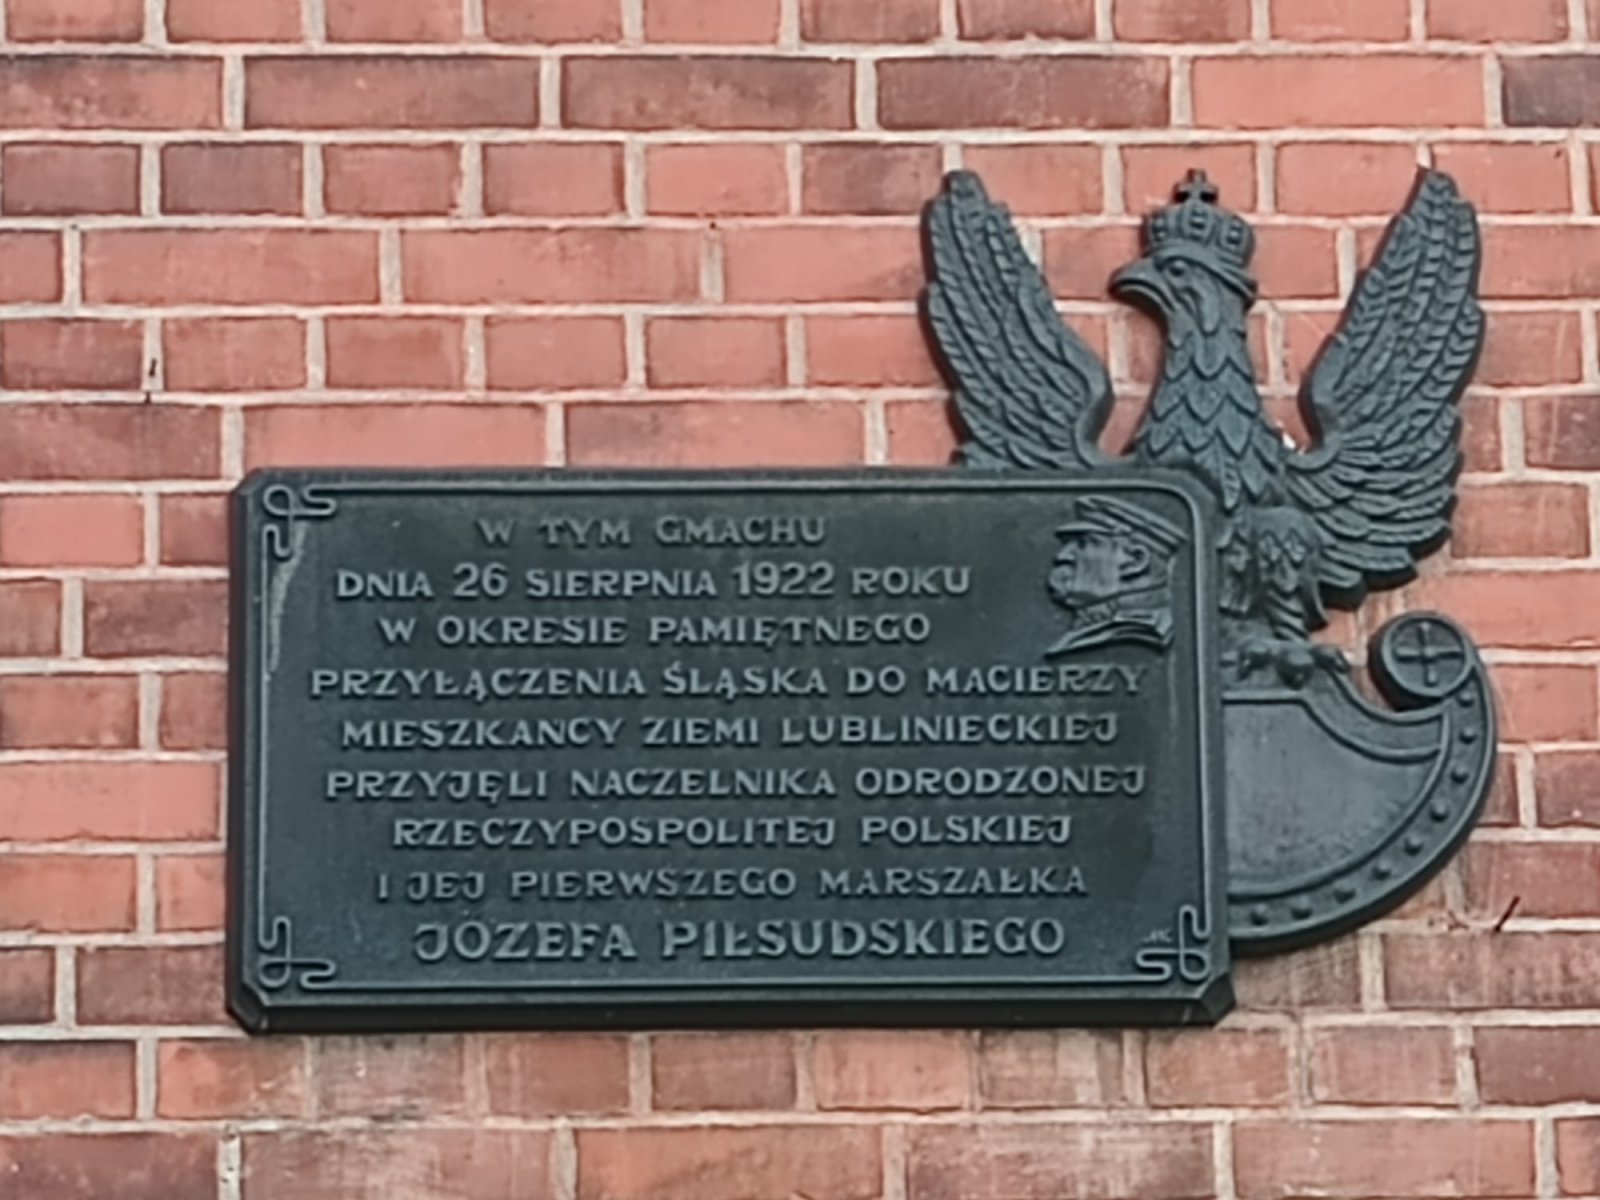 W TYM GMACHU
DNIA 26 SIERPNIA 1922 ROKU
W OKRESIE PAMIĘTNEGO
PRZYŁĄCZENIA ŚLĄSKA DO MACIERZY
MIESZKAŃCY ZIEMI LUBLINIECKIEJ
PRZYJĘLI NACZELNIKA ODRODZONEJ
RZECZYPOSPOLITEJ POLSKIEJ
I JEJ PIERWSZEGO MARSZAŁKA
JÓZEFA PIŁSUDSKIEGO